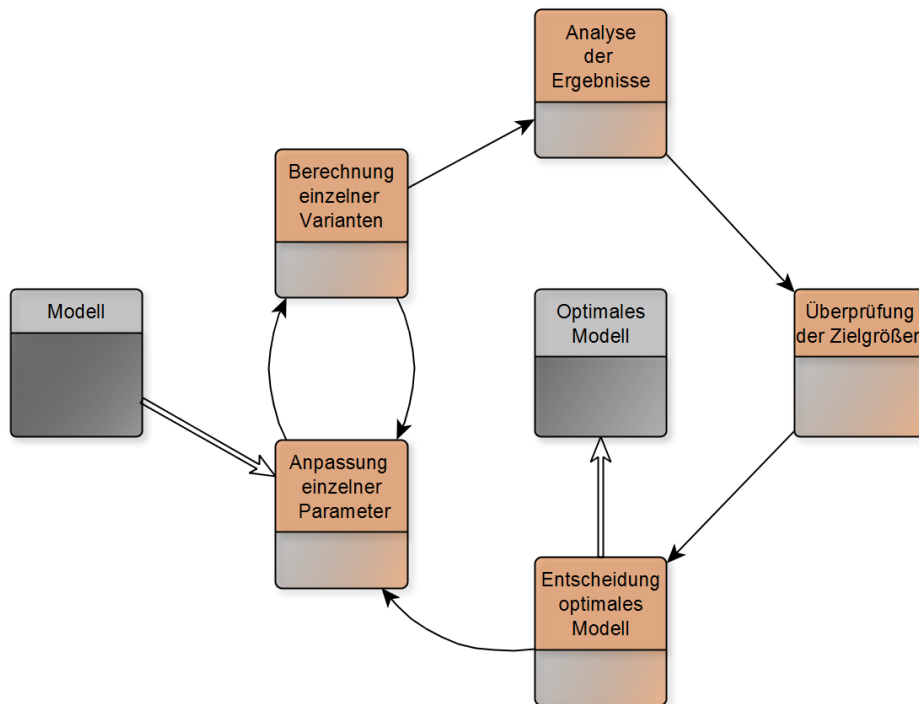 Analyse
der
Ergebnisse
Berechnung
einzelner
Varianten
Modell
Optimales
Modell
Überprüfung
der Zielgrößen
Anpassung
einzelner
Parameter
Entscheidung
optimales
Modell